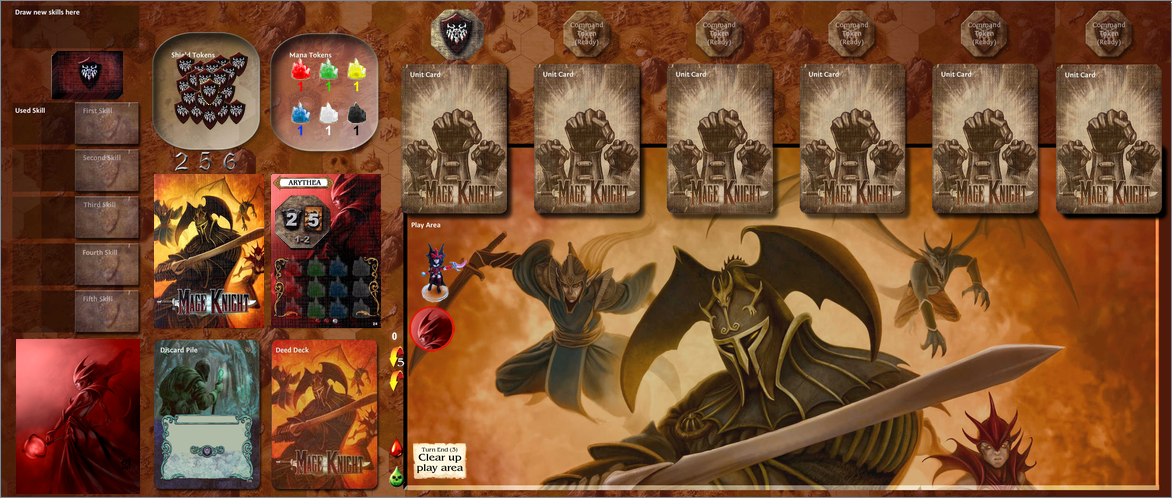 Draw new skills here
Used Skill
First Skill
Second Skill
Third Skill
Fourth Skill
Fifth Skill
Shield Tokens
Mana Tokens
1 1 1
1 1 1
2 5 6
MAGE KNIGHT
ARYTHEA
2 5
1-2
Discard Pile
Deed Deck
MAGE KNIGHT
0
5
Command
Token
(Ready)
Command
Token
(Ready)
Command
Token
(Ready)
Command
Token
(Ready)
Command
Token
(Ready)
Unit Card
MAGE KNIGHT
Unit Card
MAGE KNIGHT
Unit Card
MAGE KNIGHT
Unit Card
MAGE KNIGHT
Unit Card
MAGE KNIGHT
Unit Card
MAGE KNIGHT
Play Area
Turn End (3)
Clear up
play area